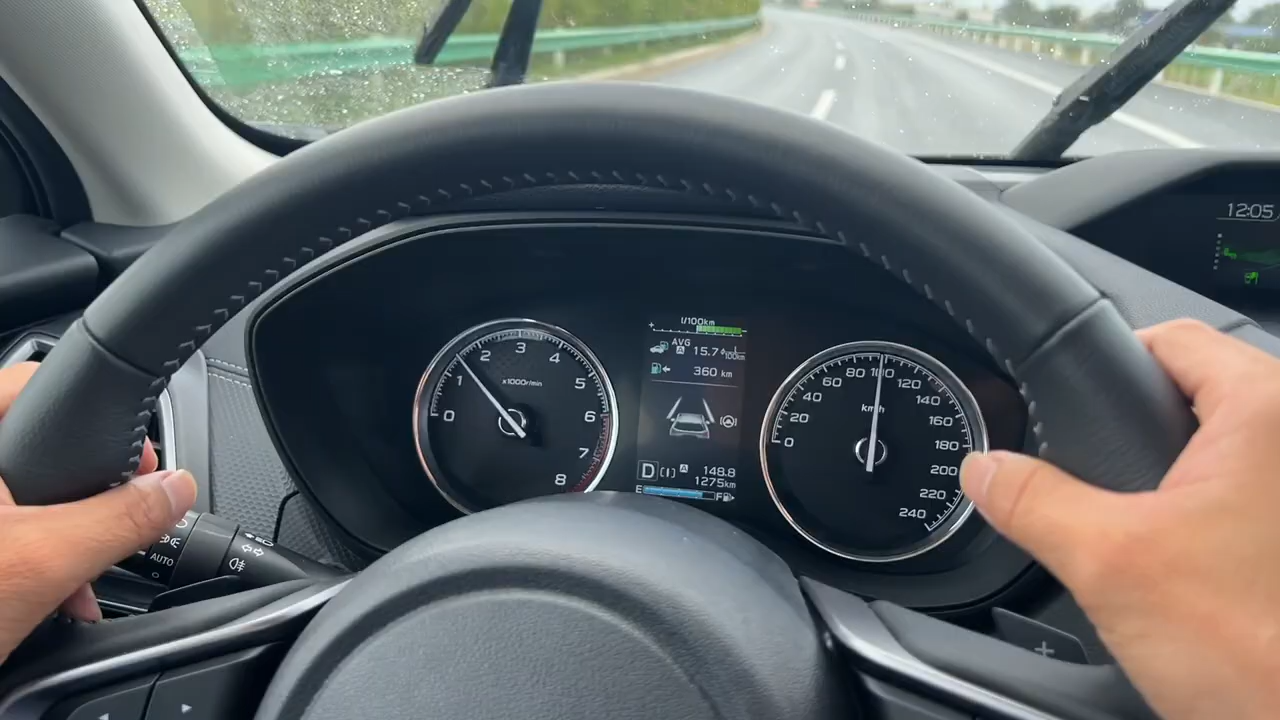 12:05
l/100km
AVG
A 15.7 l/100km
360 km
D A 148.8
1275km
E F
0 1 2 3 4 5 6 7 8
x1000r/min
0 20 40 60 80 100 120 140 160 180 200 220 240
km/h
AUTO
+